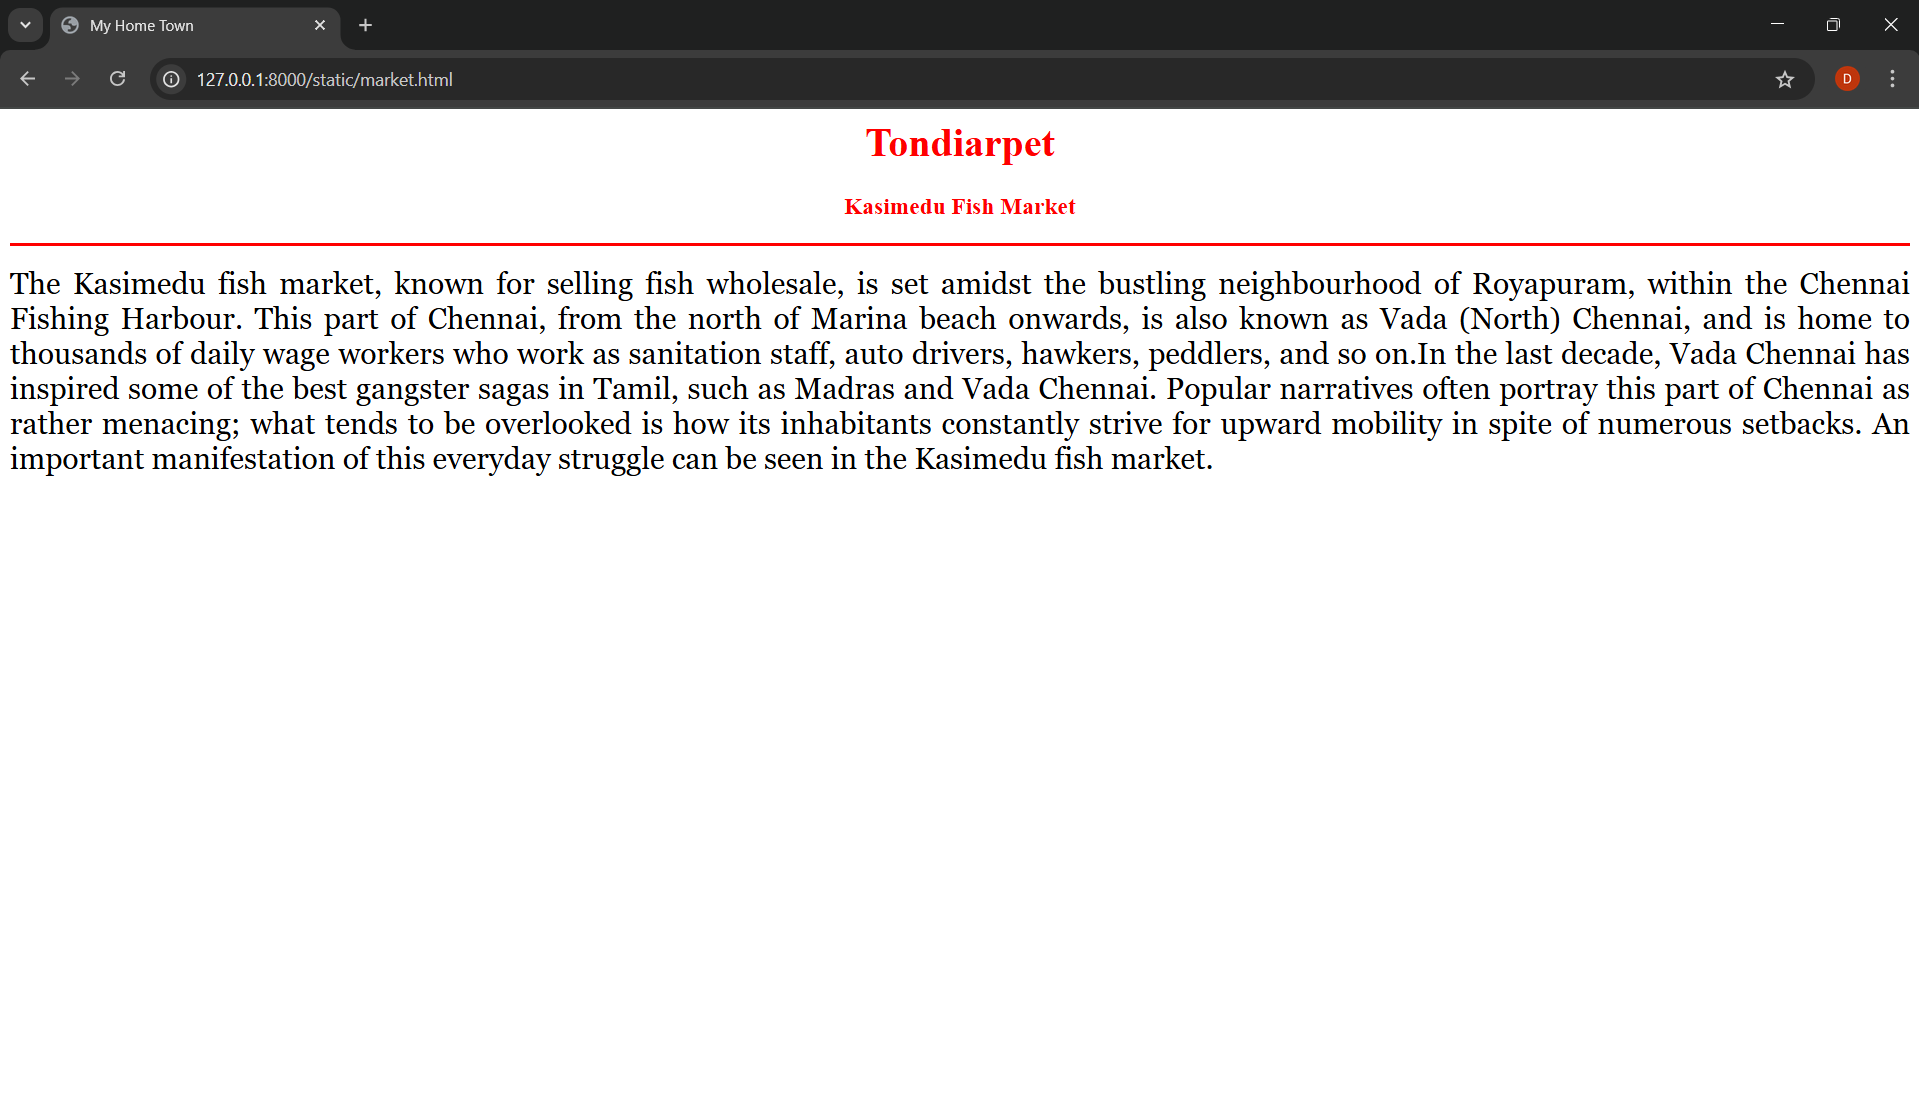 My Home Town
127.0.0.1:8000/static/market.html
D
Tondiarpet
Kasimedu Fish Market
The Kasimedu fish market, known for selling fish wholesale, is set amidst the bustling neighbourhood of Royapuram, within the Chennai
Fishing Harbour. This part of Chennai, from the north of Marina beach onwards, is also known as Vada (North) Chennai, and is home to
thousands of daily wage workers who work as sanitation staff, auto drivers, hawkers, peddlers, and so on.In the last decade, Vada Chennai has
inspired some of the best gangster sagas in Tamil, such as Madras and Vada Chennai. Popular narratives often portray this part of Chennai as
rather menacing; what tends to be overlooked is how its inhabitants constantly strive for upward mobility in spite of numerous setbacks. An
important manifestation of this everyday struggle can be seen in the Kasimedu fish market.